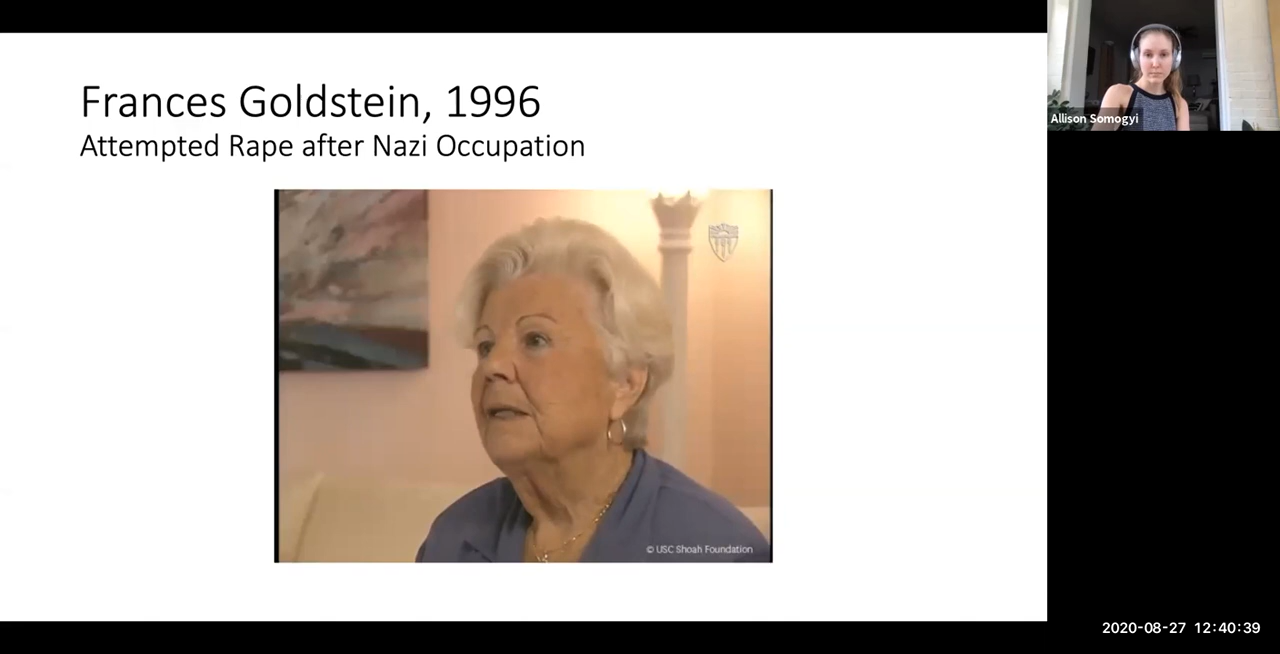 Frances Goldstein, 1996
Attempted Rape after Nazi Occupation
© USC Shoah Foundation
Allison Somogyi
2020-08-27 12:40:39